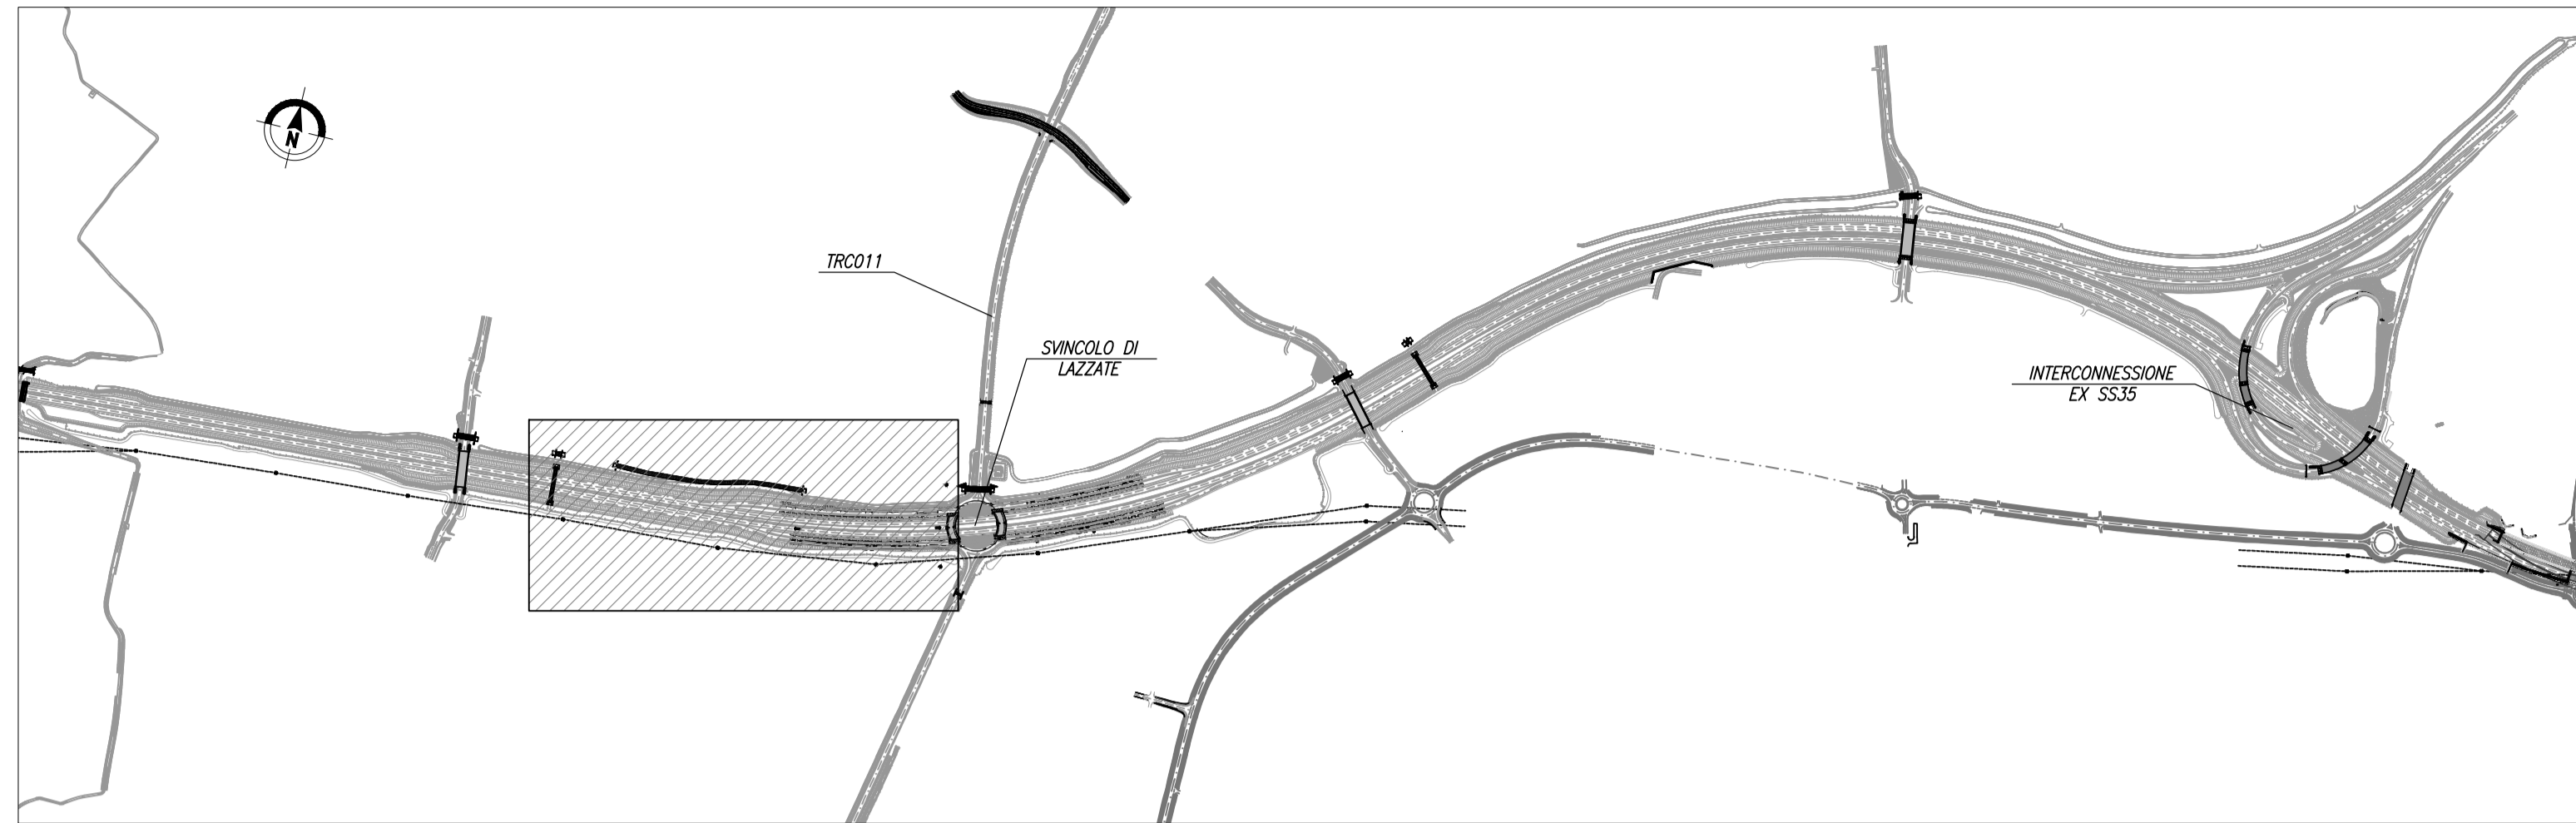 N
TRC011
SVINCOLO DI
LAZZATE
INTERCONNESSIONE
EX SS35